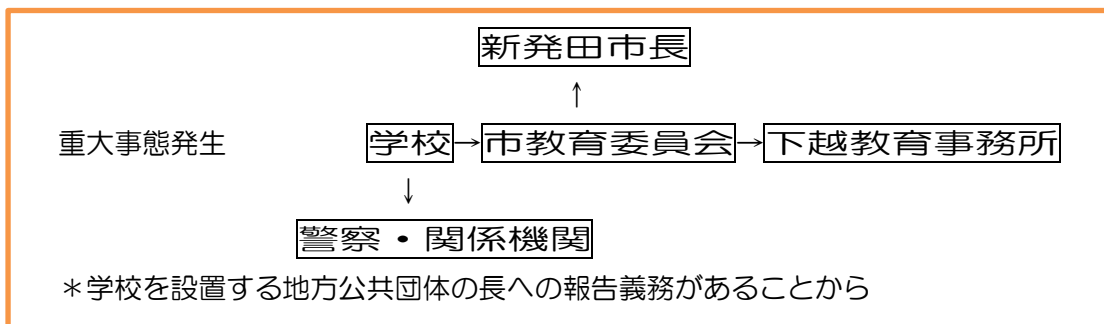 新発田市長
↑
重大事態発生 学校→市教育委員会→下越教育事務所
↓
警察・関係機関
＊学校を設置する地方公共団体の長への報告義務があることから